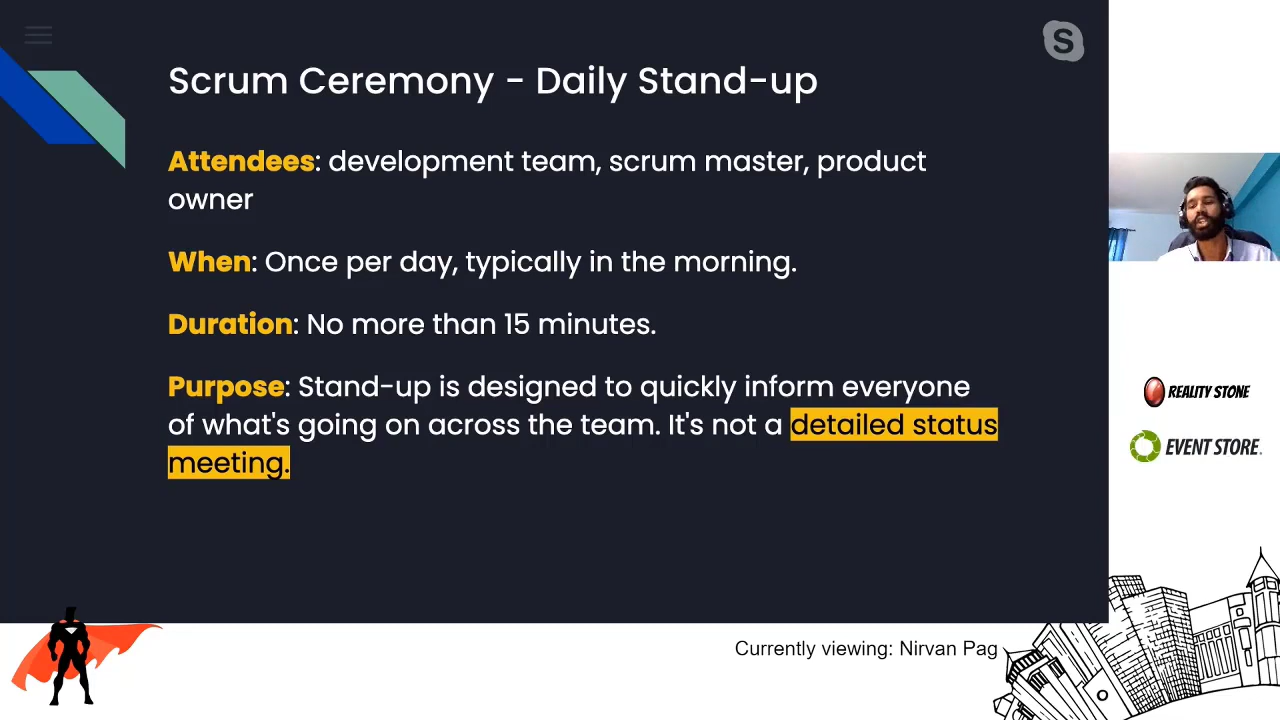 Scrum Ceremony - Daily Stand-up
Attendees: development team, scrum master, product
owner
When: Once per day, typically in the morning.
Duration: No more than 15 minutes.
Purpose: Stand-up is designed to quickly inform everyone
of what's going on across the team. It's not a detailed status
meeting.
S
REALITY STONE
EVENT STORE.
Currently viewing: Nirvan Pag